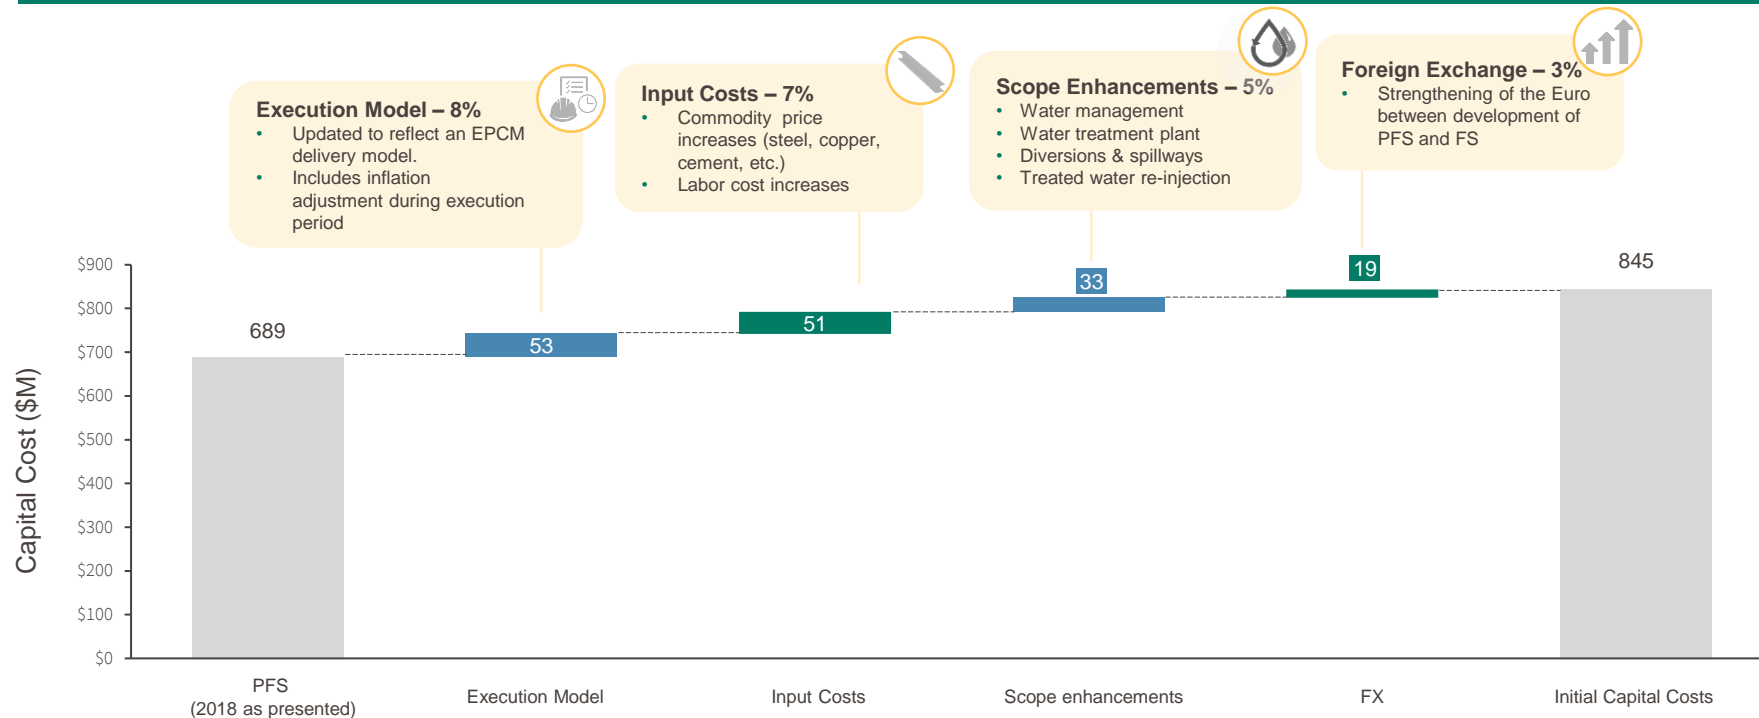 Execution Model – 8%
• Updated to reflect an EPCM
delivery model.
• Includes inflation
adjustment during execution
period
Input Costs – 7%
• Commodity price
increases (steel, copper,
cement, etc.)
• Labor cost increases
Scope Enhancements – 5%
• Water management
• Water treatment plant
• Diversions & spillways
• Treated water re-injection
Foreign Exchange – 3%
• Strengthening of the Euro
between development of
PFS and FS
Capital Cost ($M)
$900
$800
$700
$600
$500
$400
$300
$200
$100
$0
689
53
51
33
19
845
PFS
(2018 as presented)
Execution Model
Input Costs
Scope enhancements
FX
Initial Capital Costs